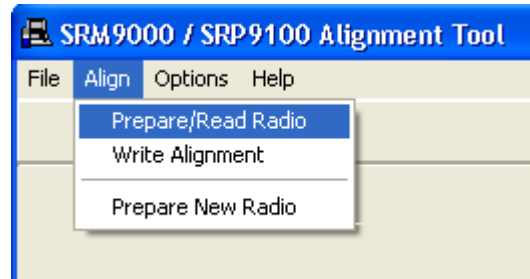 SRM9000 / SRP9100 Alignment Tool
File Align Options Help
Prepare/Read Radio
Write Alignment
Prepare New Radio